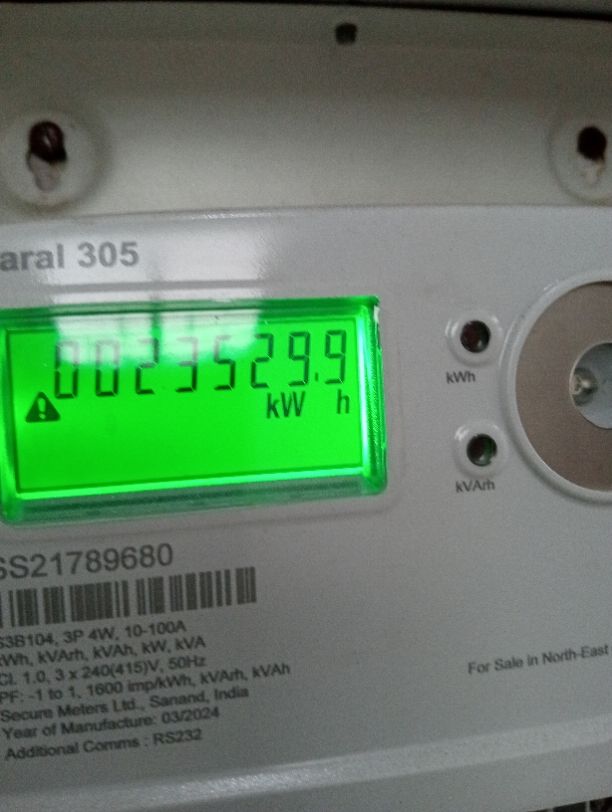 aral 305
0023529.9
kW h
kWh
kVArh
SS21789680
S3B104, 3P 4W, 10-100A
kWh, kVArh, kVAh, kW, kVA
Cl. 1.0, 3 x 240(415)V, 50Hz
PF: -1 to 1, 1600 imp/kWh, kVArh, kVAh
Secure Meters Ltd., Sanand, India
Year of Manufacture: 03/2024
Additional Comms : RS232
For Sale in North-East